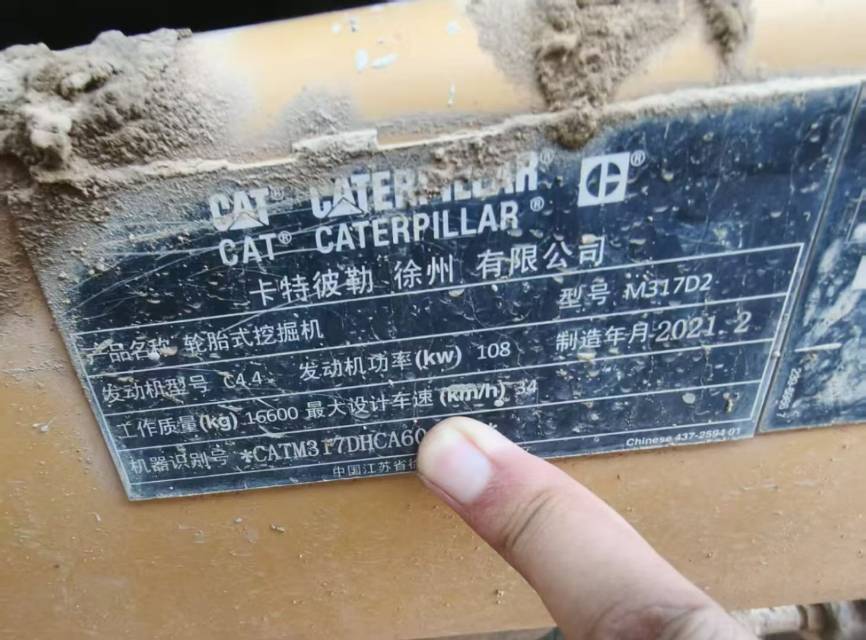 CAT® CATERPILLAR®
CAT® CATERPILLAR®
卡特彼勒 徐州 有限公司
产品名称 轮胎式挖掘机 型号 M317D2
发动机型号 C4.4 发动机功率(kw) 108 制造年月 2021.2
工作质量(kg) 16600 最大设计车速 (km/h) 34
机器识别号 *CATM317DHCA60
中国江苏省 Chinese 437-2594 01